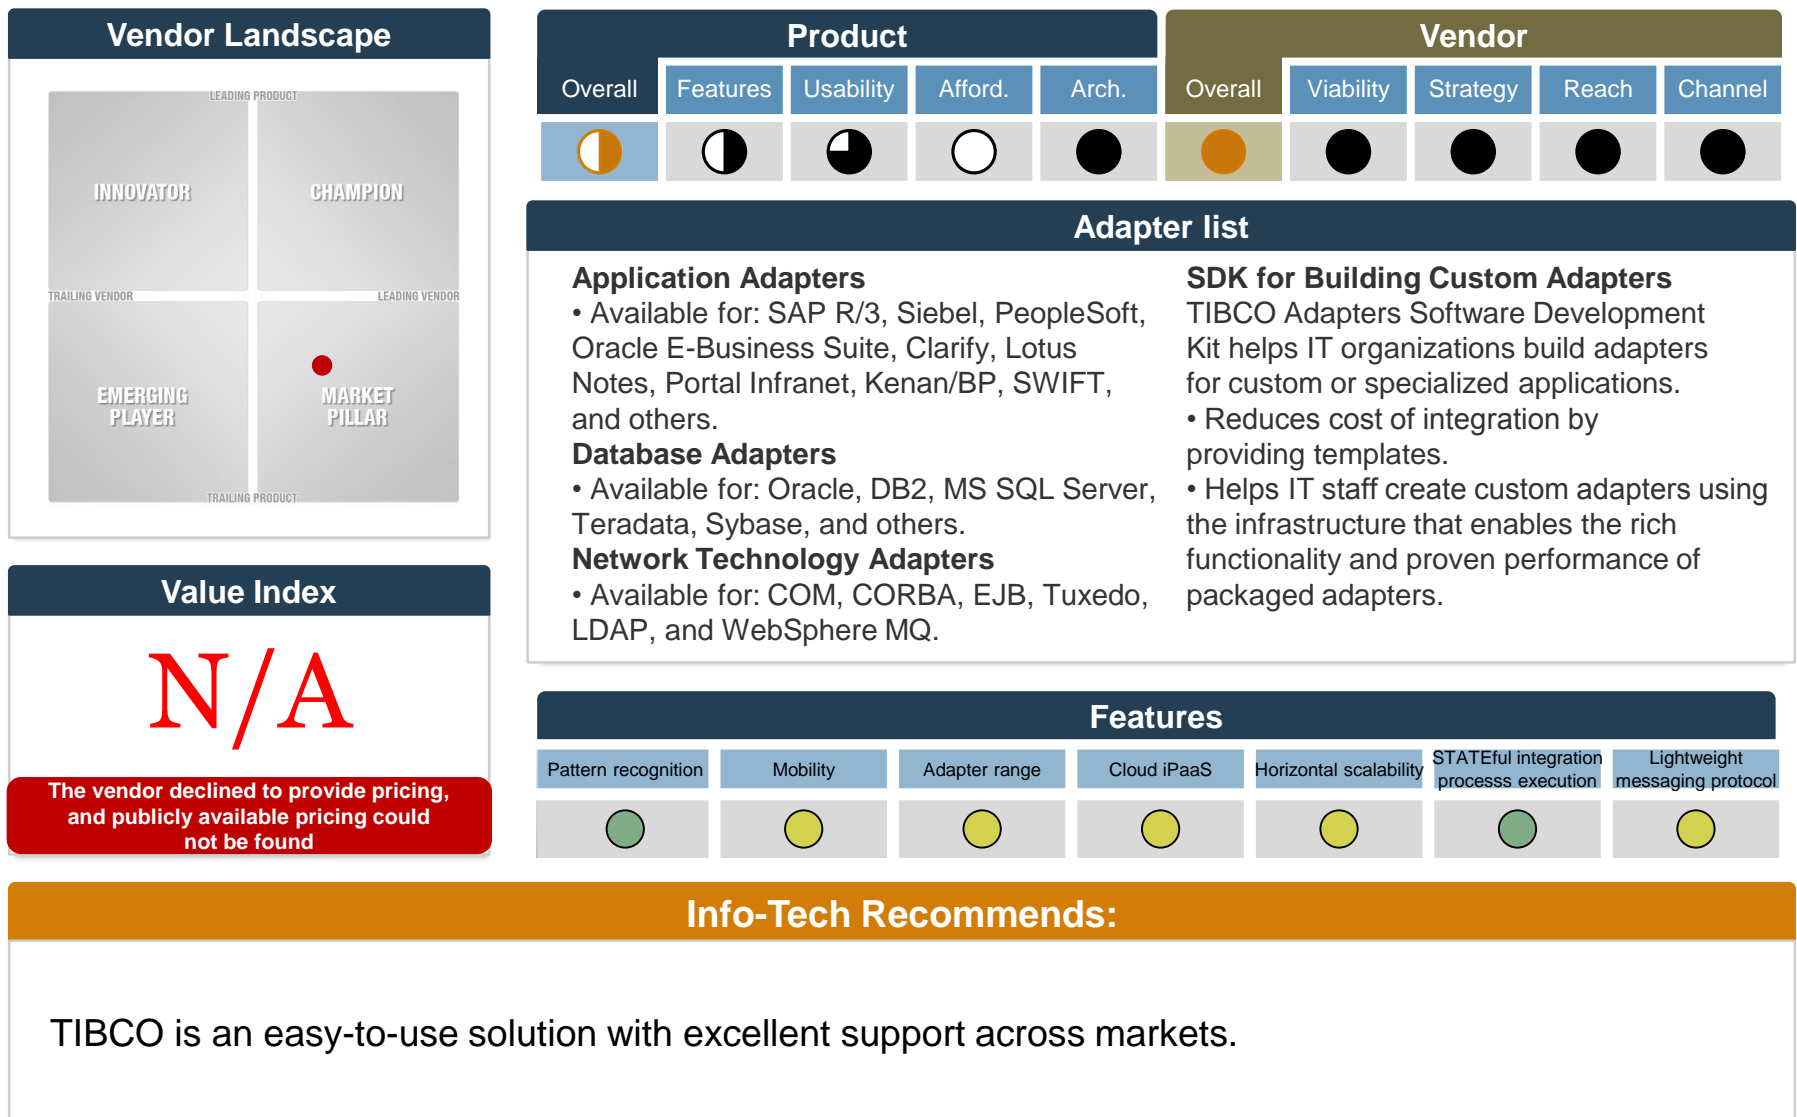 Vendor Landscape
LEADING PRODUCT
INNOVATOR
CHAMPION
TRAILING VENDOR
LEADING VENDOR
EMERGING
PLAYER
MARKET
PILLAR
TRAILING PRODUCT
Value Index
N/A
The vendor declined to provide pricing,
and publicly available pricing could
not be found
Product
Vendor
Overall
Features
Usability
Afford.
Arch.
Overall
Viability
Strategy
Reach
Channel
Adapter list
Application Adapters
• Available for: SAP R/3, Siebel, PeopleSoft,
Oracle E-Business Suite, Clarify, Lotus
Notes, Portal Infranet, Kenan/BP, SWIFT,
and others.
Database Adapters
• Available for: Oracle, DB2, MS SQL Server,
Teradata, Sybase, and others.
Network Technology Adapters
• Available for: COM, CORBA, EJB, Tuxedo,
LDAP, and WebSphere MQ.
SDK for Building Custom Adapters
TIBCO Adapters Software Development
Kit helps IT organizations build adapters
for custom or specialized applications.
• Reduces cost of integration by
providing templates.
• Helps IT staff create custom adapters using
the infrastructure that enables the rich
functionality and proven performance of
packaged adapters.
Features
Pattern recognition
Mobility
Adapter range
Cloud iPaaS
Horizontal scalability
STATEful integration
processs execution
Lightweight
messaging protocol
Info-Tech Recommends:
TIBCO is an easy-to-use solution with excellent support across markets.